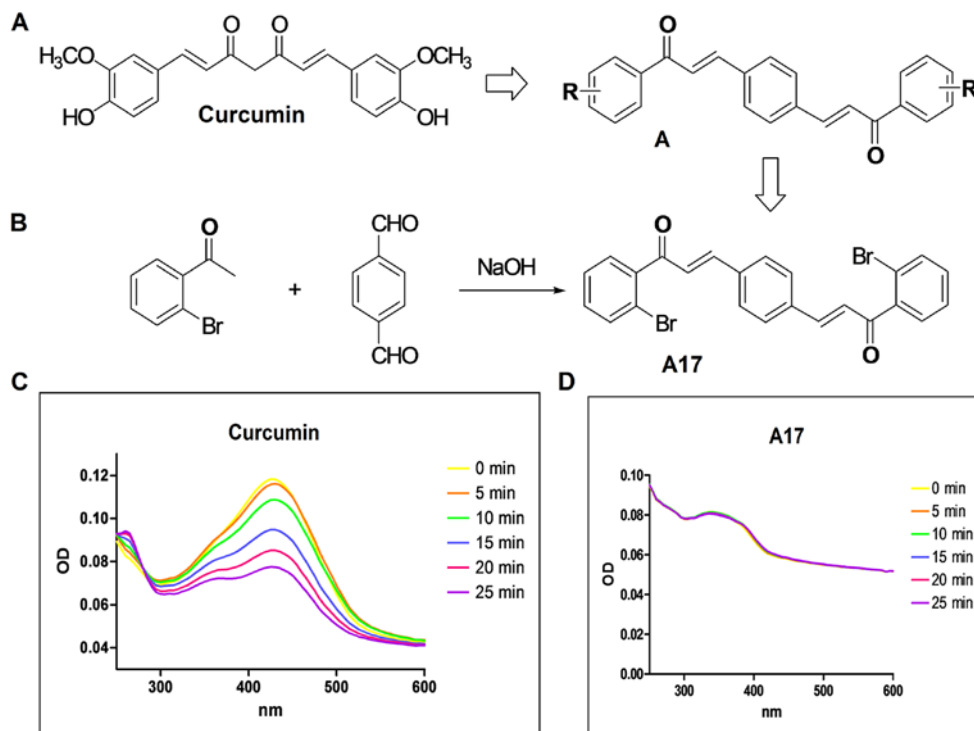 A
H₃CO
O
O
OCH₃
HO
Curcumin
OH
O
R
R
A
O
B
O
Br
+
CHO
CHO
NaOH
O
Br
Br
A17
O
C
Curcumin
0.12
0.10
0.08
0.06
0.04
OD
300
400
500
600
nm
0 min
5 min
10 min
15 min
20 min
25 min
D
A17
0.10
0.08
0.06
0.04
0.02
0.00
OD
300
400
500
600
nm
0 min
5 min
10 min
15 min
20 min
25 min